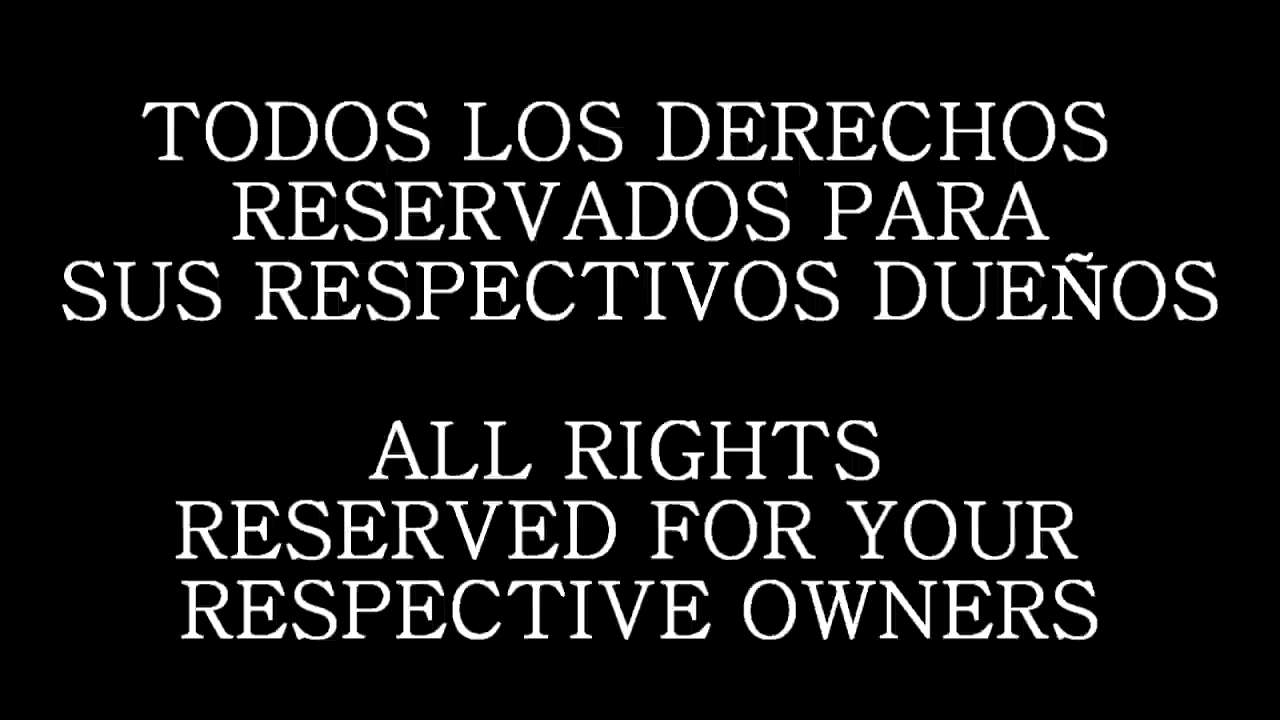 TODOS LOS DERECHOS
RESERVADOS PARA
SUS RESPECTIVOS DUEÑOS
ALL RIGHTS
RESERVED FOR YOUR
RESPECTIVE OWNERS